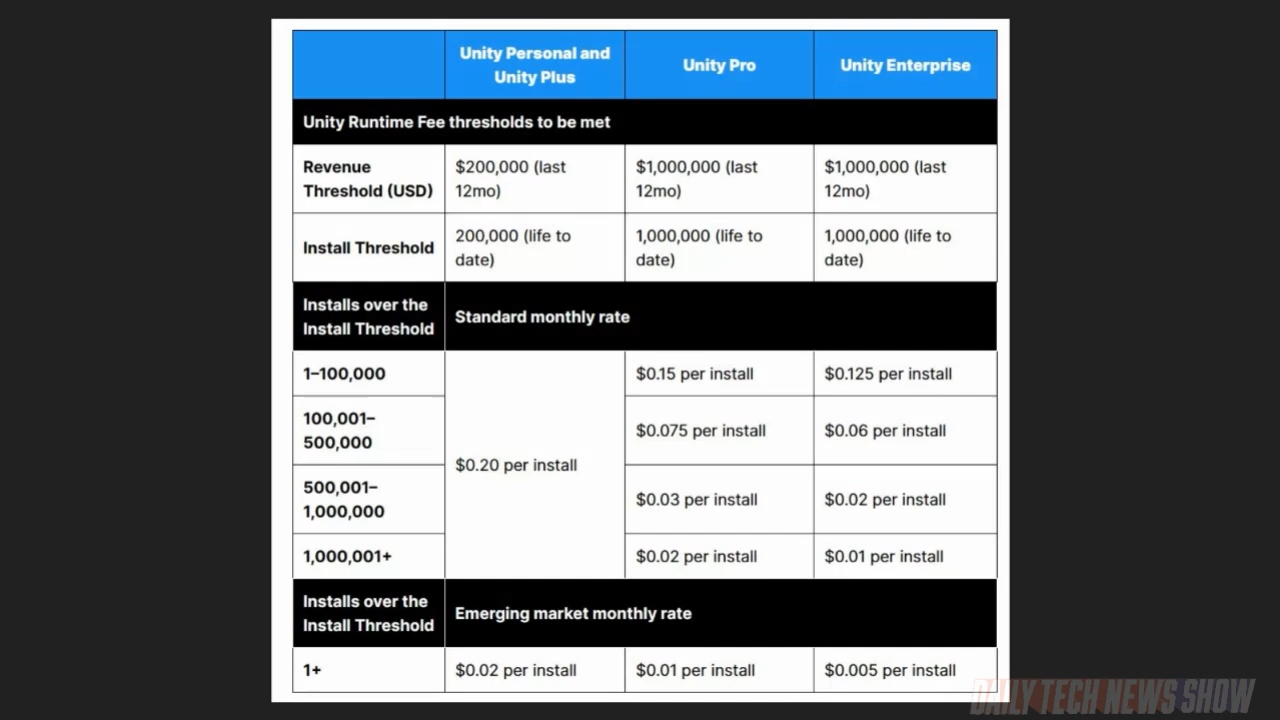 Unity Personal and
Unity Plus
Unity Pro
Unity Enterprise
Unity Runtime Fee thresholds to be met
Revenue
Threshold (USD)
$200,000 (last
12mo)
$1,000,000 (last
12mo)
$1,000,000 (last
12mo)
Install Threshold
200,000 (life to
date)
1,000,000 (life to
date)
1,000,000 (life to
date)
Installs over the
Install Threshold
Standard monthly rate
1–100,000
$0.15 per install
$0.125 per install
100,001–
500,000
$0.075 per install
$0.06 per install
$0.20 per install
500,001–
1,000,000
$0.03 per install
$0.02 per install
1,000,001+
$0.02 per install
$0.01 per install
Installs over the
Install Threshold
Emerging market monthly rate
1+
$0.02 per install
$0.01 per install
$0.005 per install
DAILY TECH NEWS SHOW